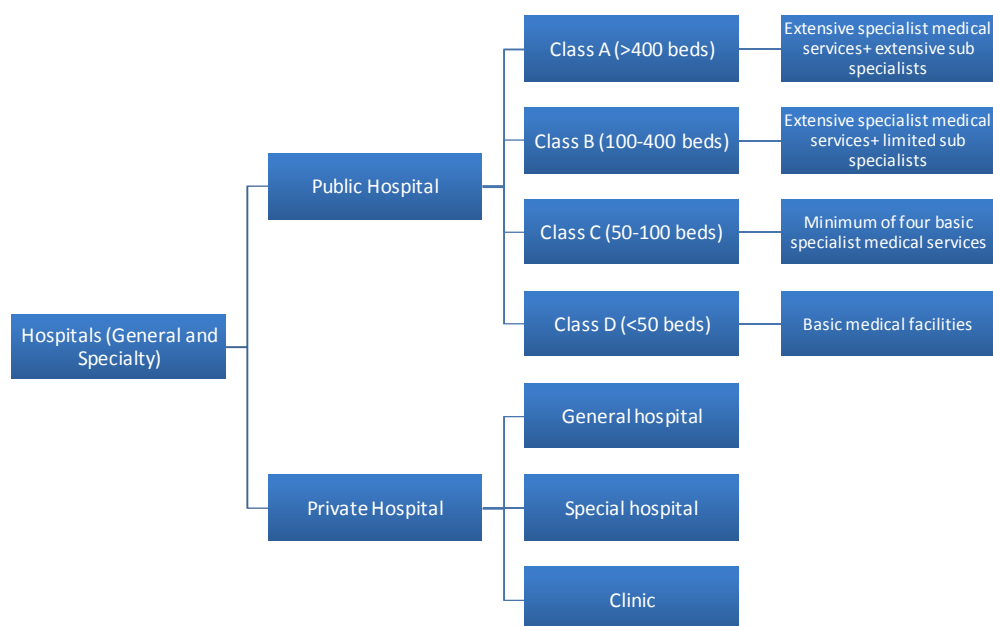 Hospitals (General and
Specialty)
Public Hospital
Class A (>400 beds)
Extensive specialist medical
services+ extensive sub
specialists
Class B (100-400 beds)
Extensive specialist medical
services+ limited sub
specialists
Class C (50-100 beds)
Minimum of four basic
specialist medical services
Class D (<50 beds)
Basic medical facilities
Private Hospital
General hospital
Special hospital
Clinic